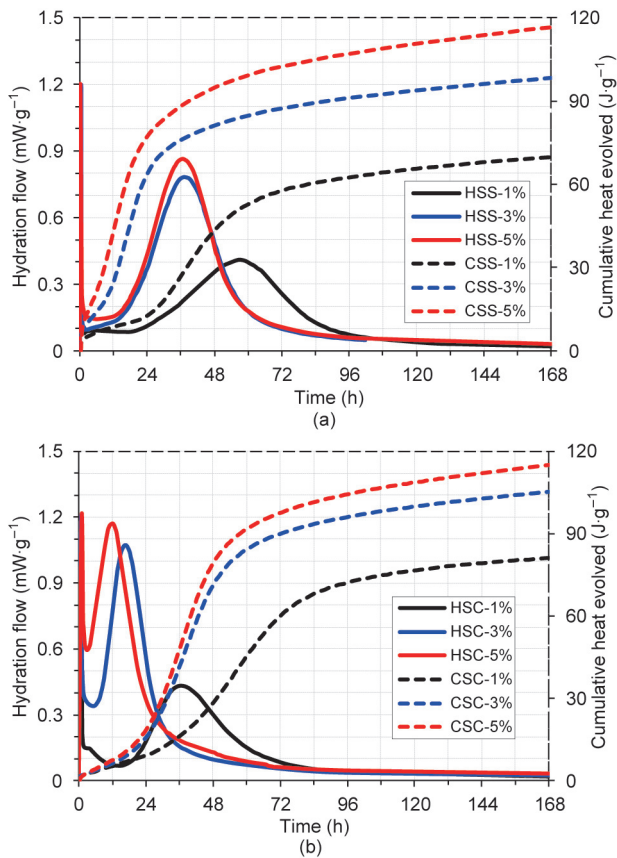 1.5
1.2
0.9
0.6
0.3
0
120
90
60
30
0
0 24 48 72 96 120 144 168
Hydration flow (mW·g⁻¹)
Cumulative heat evolved (J·g⁻¹)
HSS-1%
HSS-3%
HSS-5%
CSS-1%
CSS-3%
CSS-5%
Time (h)
(a)
1.5
1.2
0.9
0.6
0.3
0
120
90
60
30
0
0 24 48 72 96 120 144 168
Hydration flow (mW·g⁻¹)
Cumulative heat evolved (J·g⁻¹)
HSC-1%
HSC-3%
HSC-5%
CSC-1%
CSC-3%
CSC-5%
Time (h)
(b)